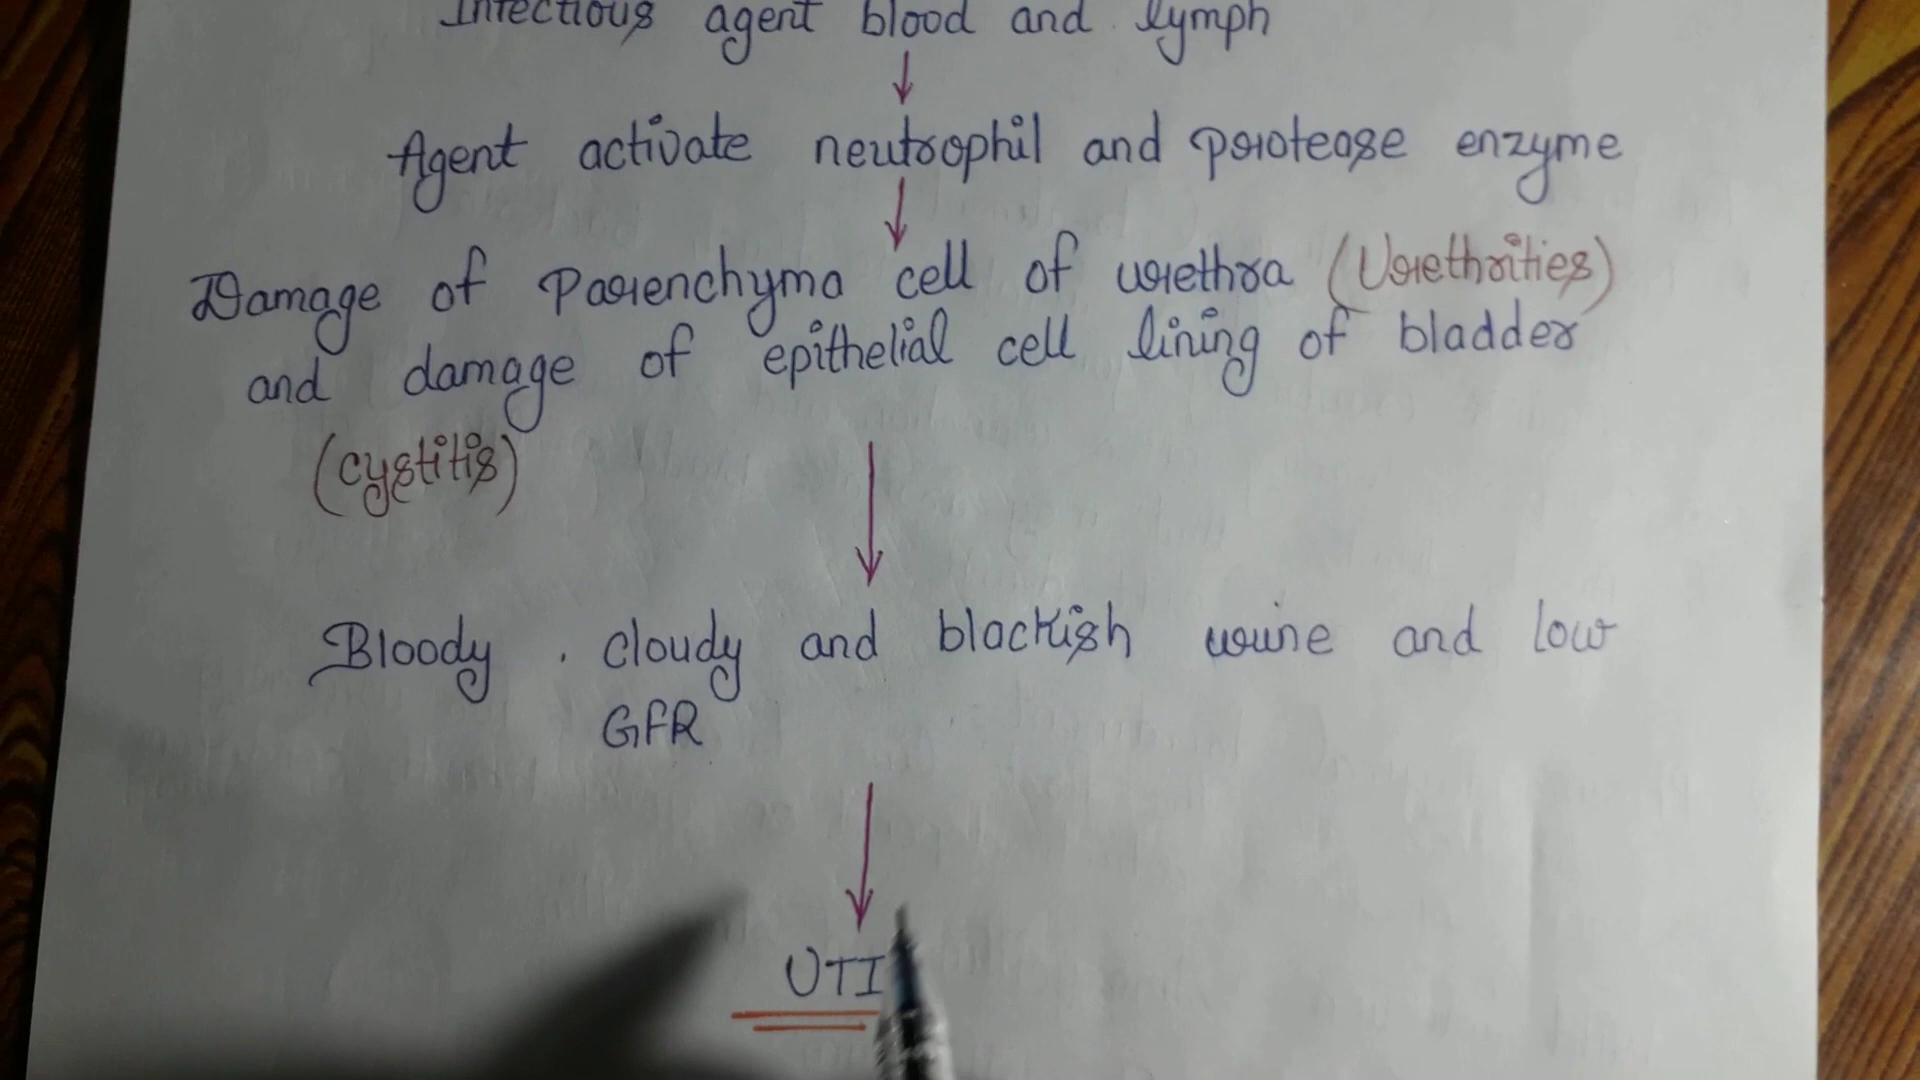 Infectious agent blood and lymph
Agent activate neutrophil and protease enzyme
Damage of Parenchyma cell of urethra (Urethrities)
and damage of epithelial cell lining of bladder
(cystitis)
Bloody . cloudy and blackish urine and low
GFR
UTI